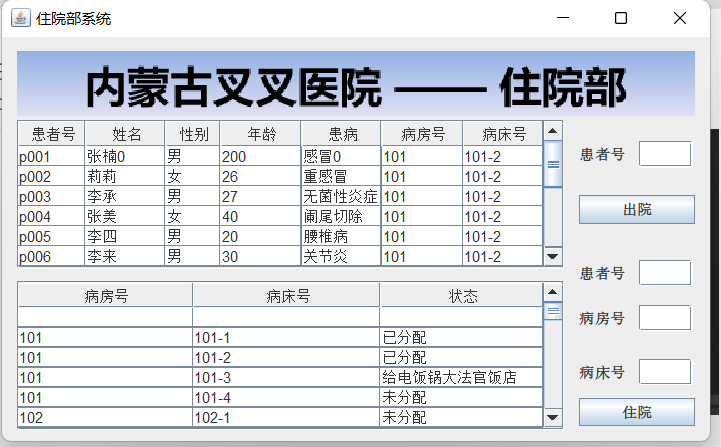 住院部系统
内蒙古叉叉医院 —— 住院部
患者号 姓名 性别 年龄 患病 病房号 病床号
p001 张楠0 男 200 感冒0 101 101-2
p002 莉莉 女 26 重感冒 101 101-2
p003 李承 男 27 无菌性炎症 101 101-2
p004 张美 女 40 阑尾切除 101 101-2
p005 李四 男 20 腰椎病 101 101-2
p006 李来 男 30 关节炎 101 101-2
患者号
出院
病房号 病床号 状态
101 101-1 已分配
101 101-2 已分配
101 101-3 给电饭锅大法官饭店
101 101-4 未分配
102 102-1 未分配
患者号
病房号
病床号
住院